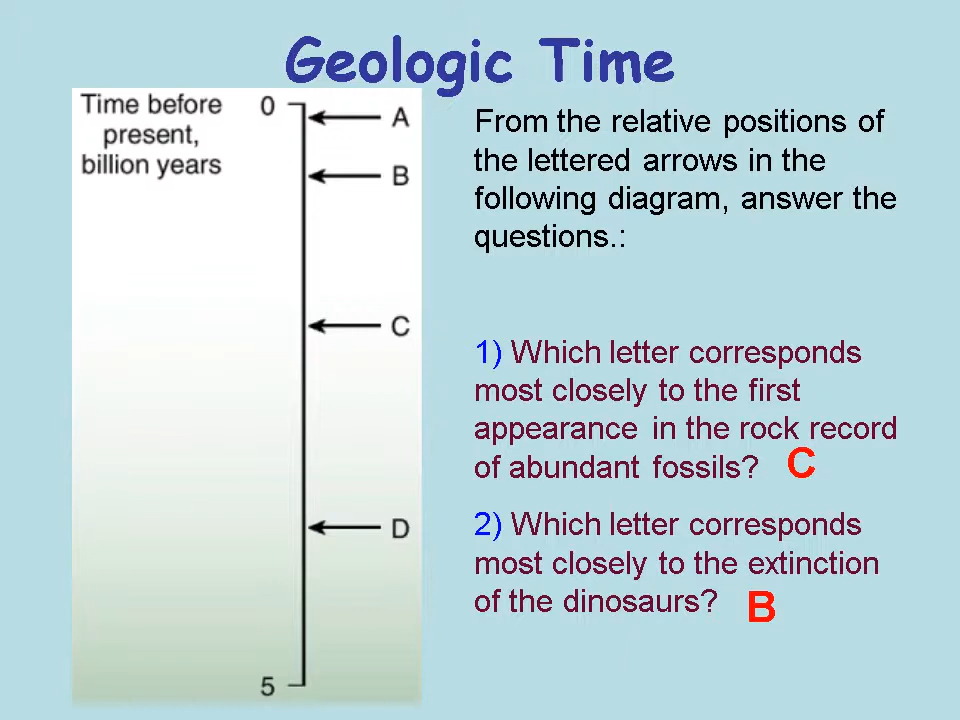 Geologic Time
Time before
present,
billion years
0
A
B
C
D
5
From the relative positions of
the lettered arrows in the
following diagram, answer the
questions.:
1) Which letter corresponds
most closely to the first
appearance in the rock record
of abundant fossils? C
2) Which letter corresponds
most closely to the extinction
of the dinosaurs? B